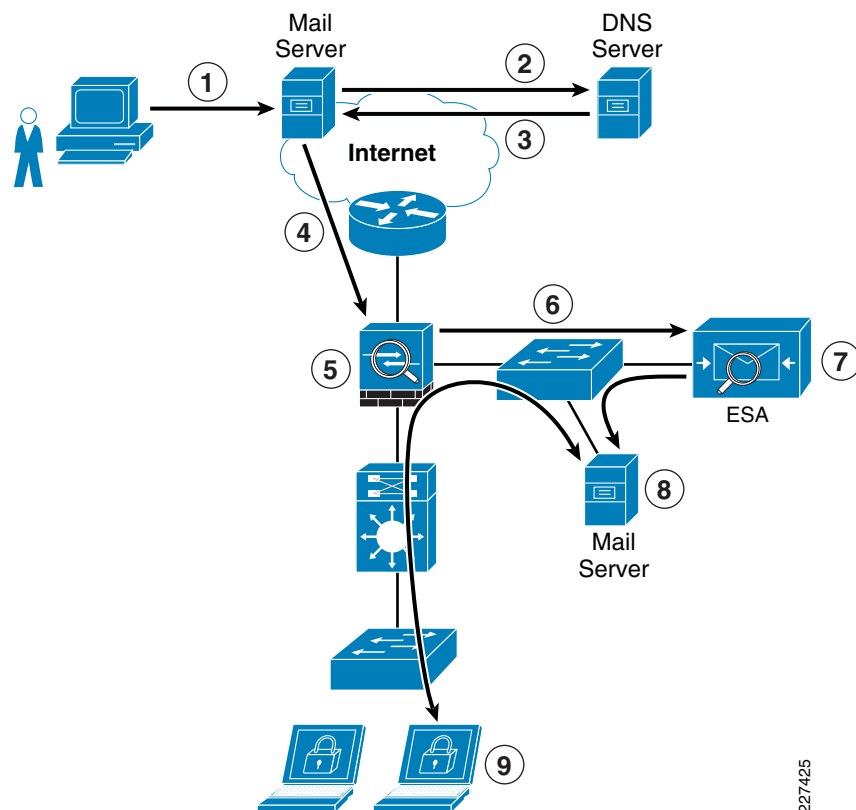 Mail
Server
DNS
Server
1
2
3
Internet
4
5
6
7
ESA
8
Mail
Server
9
227425